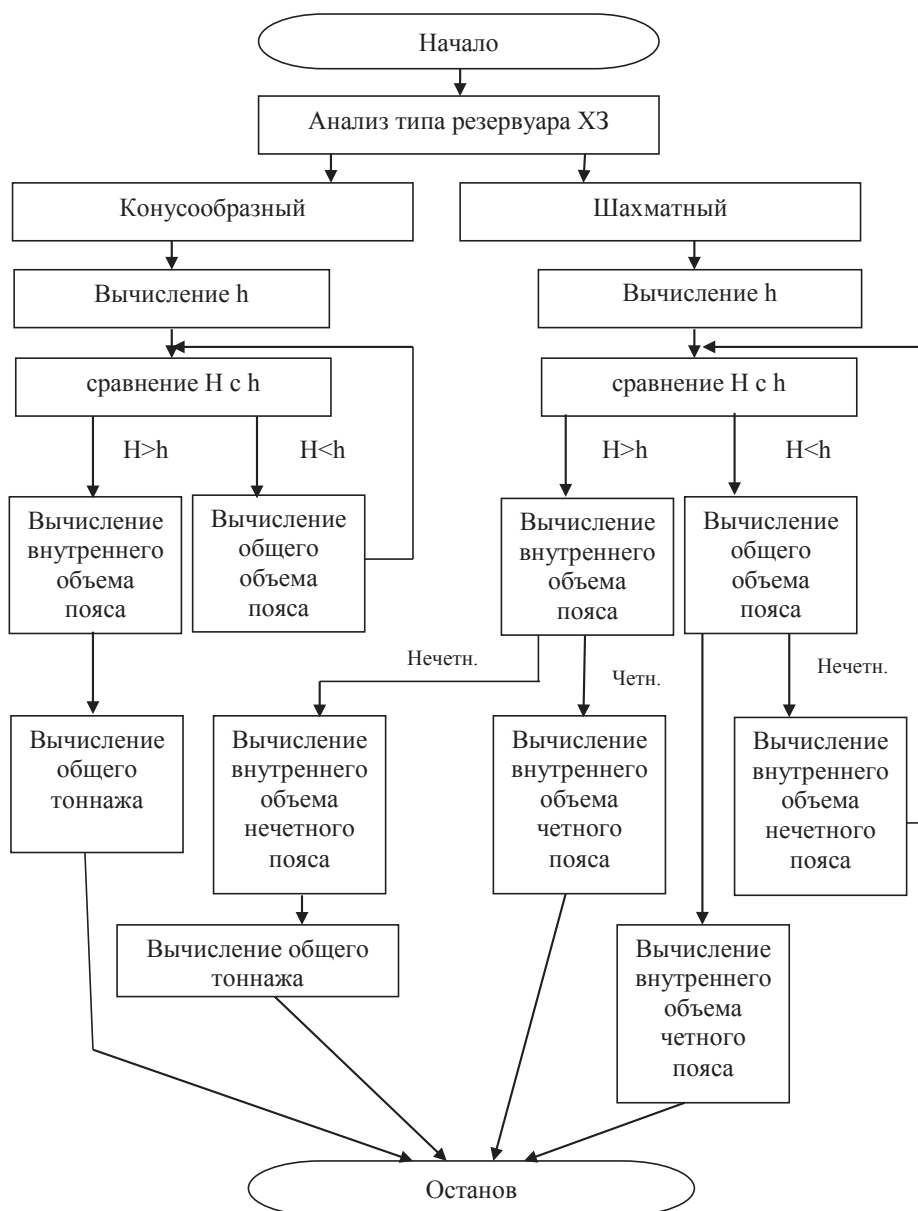 Начало
Анализ типа резервуара ХЗ
Конусообразный
Шахматный
Вычисление h
Вычисление h
сравнение H с h
сравнение H с h
H>h
H<h
H>h
H<h
Вычисление
внутреннего
объема
пояса
Вычисление
общего
объема
пояса
Вычисление
внутреннего
объема
пояса
Вычисление
общего
объема
пояса
Нечетн.
Четн.
Нечетн.
Вычисление
общего
тоннажа
Вычисление
внутреннего
объема
нечетного
пояса
Вычисление
внутреннего
объема
четного
пояса
Вычисление
внутреннего
объема
нечетного
пояса
Вычисление общего
тоннажа
Вычисление
внутреннего
объема
четного
пояса
Останов